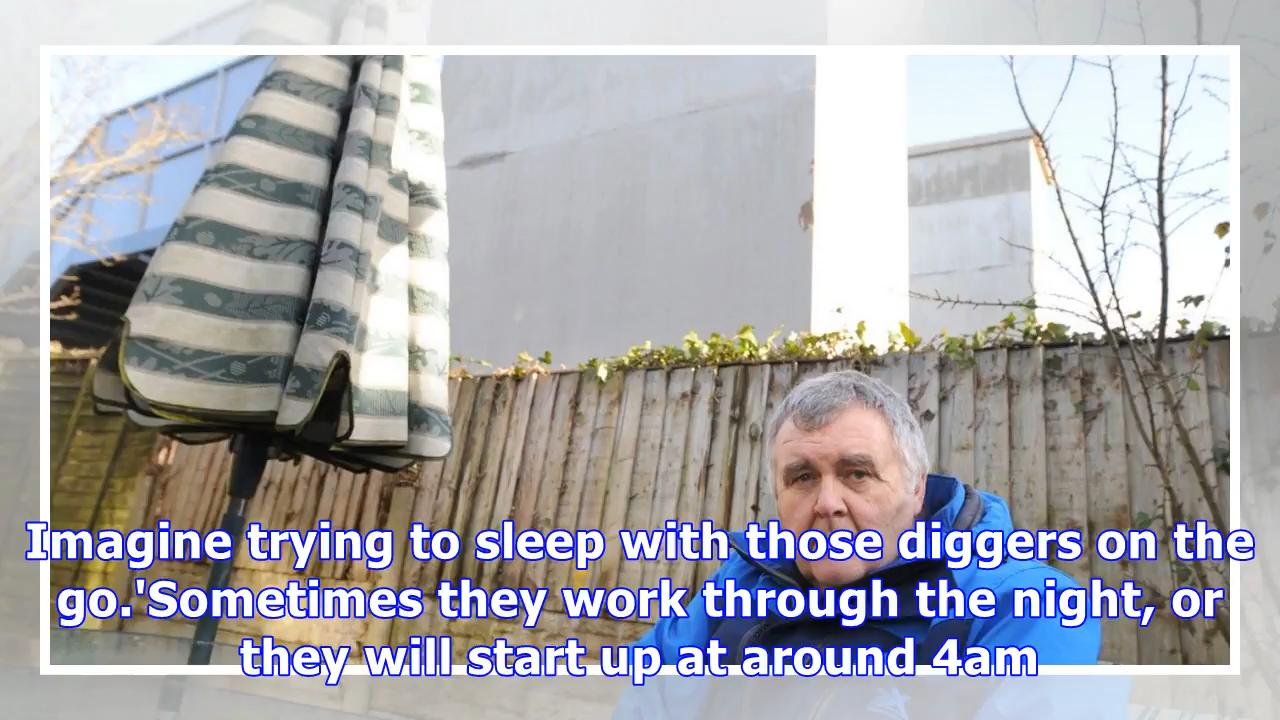 Imagine trying to sleep with those diggers on the
go.'Sometimes they work through the night, or
they will start up at around 4am